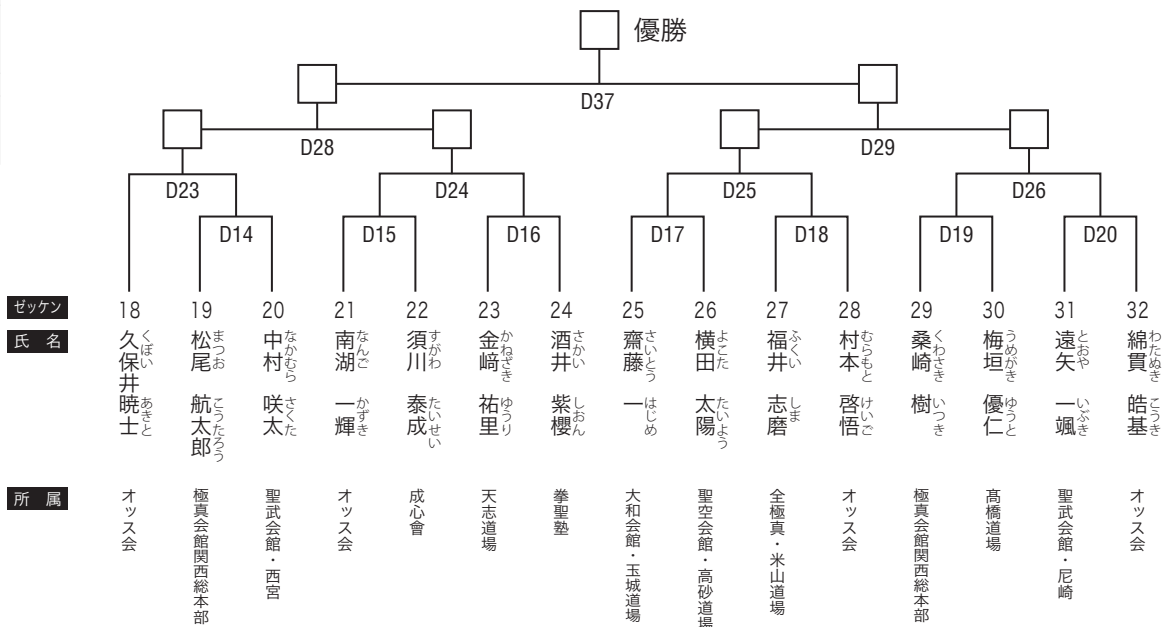 優勝
D37
D28
D29
D23
D24
D25
D26
D14
D15
D16
D17
D18
D19
D20
ゼッケン
18 19 20 21 22 23 24 25 26 27 28 29 30 31 32
氏 名
久保井 暁士
くぼい あきと
松尾 航太郎
まつお こうたろう
中村 咲太
なかむら さくた
南湖 一輝
なんご かずき
須川 泰成
すがわ たいせい
金﨑 祐里
かねざき ゆうり
酒井 紫櫻
さかい しおん
齋藤 一
さいとう はじめ
横田 太陽
よこた たいよう
福井 志磨
ふくい しま
村本 啓悟
むらもと けいご
桑崎 樹
くわさき いつき
梅垣 優仁
うめがき ゆうと
遠矢 一颯
とおや いぶき
綿貫 皓基
わたぬき こうき
所 属
オッス会
極真会館関西総本部
聖武会館・西宮
オッス会
成心會
天志道場
拳聖塾
大和会館・玉城道場
聖空会館・高砂道場
全極真・米山道場
オッス会
極真会館関西総本部
髙橋道場
聖武会館・尼崎
オッス会